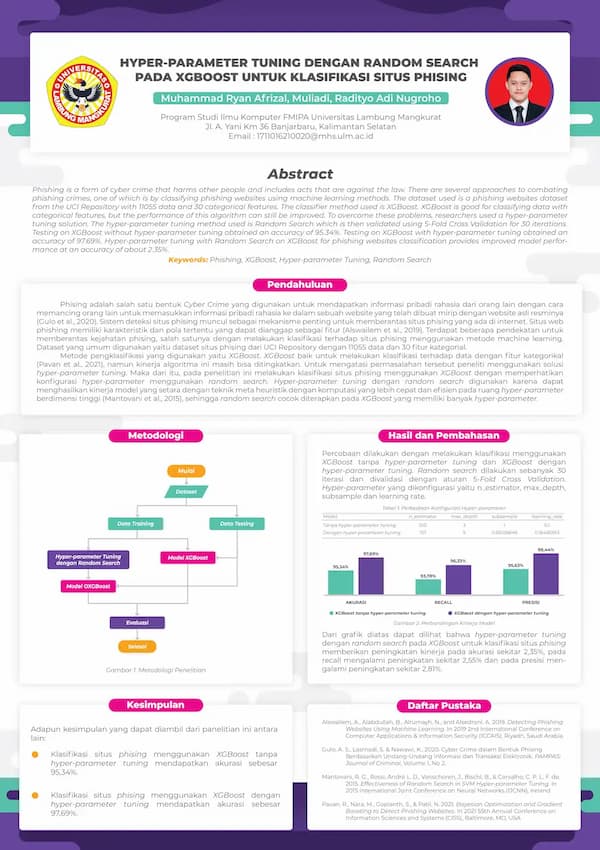 UNIVERSITAS
LAMBUNG MANGKURAT
HYPER-PARAMETER TUNING DENGAN RANDOM SEARCH
PADA XGBOOST UNTUK KLASIFIKASI SITUS PHISING
Muhammad Ryan Afrizal, Muliadi, Radityo Adi Nugroho
Program Studi Ilmu Komputer FMIPA Universitas Lambung Mangkurat
Jl. A. Yani Km 36 Banjarbaru, Kalimantan Selatan
Email : 1711016210020@mhs.ulm.ac.id
Abstract
Phishing is a form of cyber crime that harms other people and includes acts that are against the law. There are several approaches to combating
phishing crimes, one of which is by classifying phishing websites using machine learning methods. The dataset used is a phishing websites dataset
from the UCI Repository with 11055 data and 30 categorical features. The classifier method used is XGBoost. XGBoost is good for classifying data with
categorical features, but the performance of this algorithm can still be improved. To overcome these problems, researchers used a hyper-parameter
tuning solution. The hyper-parameter tuning method used is Random Search which is then validated using 5-Fold Cross Validation for 30 iterations.
Testing on XGBoost without hyper-parameter tuning obtained an accuracy of 95.34%. Testing on XGBoost with hyper-parameter tuning obtained an
accuracy of 97.69%. Hyper-parameter tuning with Random Search on XGBoost for phishing websites classification provides improved model perfor-
mance at an accuracy of about 2.35%.
Keywords: Phishing, XGBoost, Hyper-parameter Tuning, Random Search
Pendahuluan
Phising adalah salah satu bentuk Cyber Crime yang digunakan untuk mendapatkan informasi pribadi rahasia dari orang lain dengan cara
memancing orang lain untuk memasukkan informasi pribadi rahasia ke dalam sebuah website yang telah dibuat mirip dengan website asli resminya
(Gulo et al., 2020). Sistem deteksi situs phising muncul sebagai mekanisme penting untuk memberantas situs phising yang ada di internet. Situs web
phishing memiliki karakteristik dan pola tertentu yang dapat dianggap sebagai fitur (Alswailem et al., 2019). Terdapat beberapa pendekatan untuk
memberantas kejahatan phising, salah satunya dengan melakukan klasifikasi terhadap situs phising menggunakan metode machine learning.
Dataset yang umum digunakan yaitu dataset situs phising dari UCI Repository dengan 11055 data dan 30 fitur kategorial.
Metode pengklasifikasi yang digunakan yaitu XGBoost. XGBoost baik untuk melakukan klasifikasi terhadap data dengan fitur kategorikal
(Pavan et al., 2021), namun kinerja algoritma ini masih bisa ditingkatkan. Untuk mengatasi permasalahan tersebut peneliti menggunakan solusi
hyper-parameter tuning. Maka dari itu, pada penelitian ini melakukan klasifikasi situs phising menggunakan XGBoost dengan memperhatikan
konfigurasi hyper-parameter menggunakan random search. Hyper-parameter tuning dengan random search digunakan karena dapat
menghasilkan kinerja model yang setara dengan teknik meta heuristik dengan komputasi yang lebih cepat dan efisien pada ruang hyper-parameter
berdimensi tinggi (Mantovani et al., 2015), sehingga random search cocok diterapkan pada XGBoost yang memiliki banyak hyper-parameter.
Metodologi
Mulai
Dataset
Data Training
Data Testing
Hyper-parameter Tuning
dengan Random Search
Model XGBoost
Model OXGBoost
Evaluasi
Selesai
Gambar 1. Metodologi Penelitian
Hasil dan Pembahasan
Percobaan dilakukan dengan melakukan klasifikasi menggunakan
XGBoost tanpa hyper-parameter tuning dan XGBoost dengan
hyper-parameter tuning. Random search dilakukan sebanyak 30
iterasi dan divalidasi dengan aturan 5-Fold Cross Validation.
Hyper-parameter yang dikonfigurasi yaitu n_estimator, max_depth,
subsample dan learning rate.
Tabel 1. Perbedaan Konfigurasi Hyper-parameter
Model n_estimator max_depth subsample learning_rate
Tanpa hyper-parameter tuning 100 3 1 0.1
Dengan hyper-parameter tuning
95,34% 97,69% 93,78% 96,33% 95,63% 98,44%
AKURASI RECALL PRESISI
XGBoost tanpa hyper-parameter tuning XGBoost dengan hyper-parameter tuning
Gambar 2. Perbandingan Kinerja Model
Dari grafik diatas dapat dilihat bahwa hyper-parameter tuning
dengan random search pada XGBoost untuk klasifikasi situs phising
memberikan peningkatan kinerja pada akurasi sekitar 2,35%, pada
recall mengalami peningkatan sekitar 2,55% dan pada presisi men-
galami peningkatan sekitar 2,81%.
Kesimpulan
Adapun kesimpulan yang dapat diambil dari penelitian ini antara
lain:
Klasifikasi situs phising menggunakan XGBoost tanpa
hyper-parameter tuning mendapatkan akurasi sebesar
95,34%.
Klasifikasi situs phising menggunakan XGBoost dengan
hyper-parameter tuning mendapatkan akurasi sebesar
97,69%.
Daftar Pustaka
Alswailem, A., Alabdullah, B., Alrumayh, N., and Alsedrani, A. 2019. Detecting Phishing
Websites Using Machine Learning. In 2019 2nd International Conference on
Computer Applications & Information Security (ICCAIS), Riyadh, Saudi Arabia.
Gulo, A. S., Lasmadi, S. & Nawawi, K., 2020. Cyber Crime dalam Bentuk Phising
Berdasarkan Undang-Undang Informasi dan Transaksi Elektronik. PAMPAS:
Journal of Criminal, Volume 1, No 2.
Mantovani, R. G., Rossi, Andre L. D., Vanschoren, J., Bischl, B., & Carvalho, C. P. L. F. de.
2015. Effectiveness of Random Search in SVM Hyper-parameter Tuning. In
2015 International Joint Conference on Neural Networks (IJCNN), Ireland
Pavan, R., Nara, M., Gopinath, S., & Patil, N. 2021. Bayesian Optimization and Gradient
Boosting to Detect Phishing Websites. In 2021 55th Annual Conference on
Information Sciences and Systems (CISS), Baltimore, MD, USA